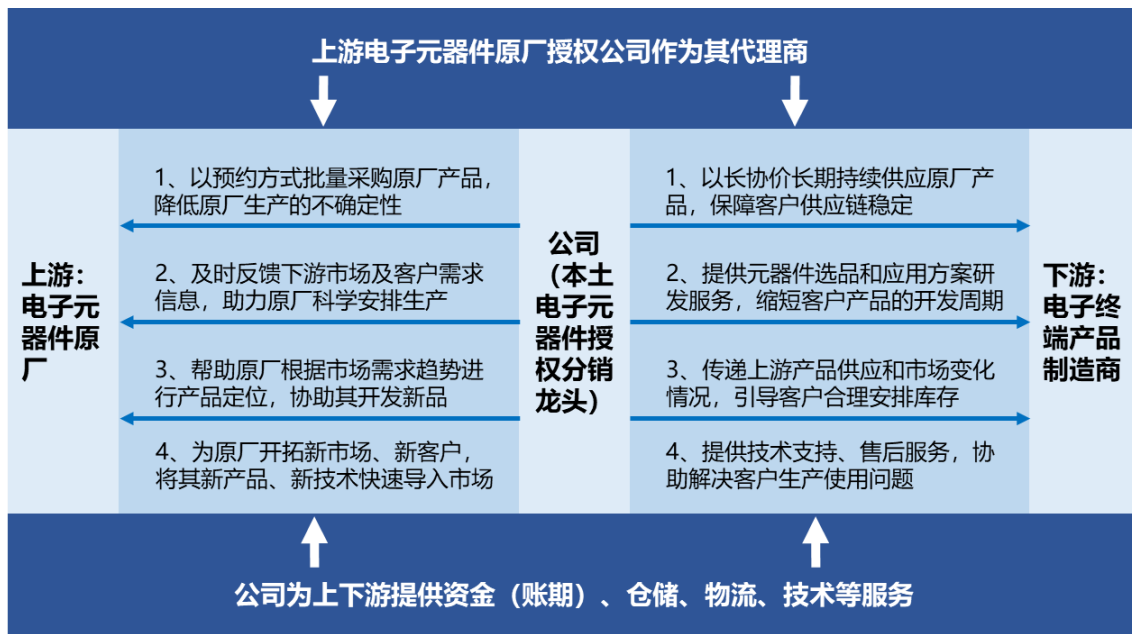 上游电子元器件原厂授权公司作为其代理商
上游：
电子元
器件原
厂
1、以预约方式批量采购原厂产品，
降低原厂生产的不确定性
2、及时反馈下游市场及客户需求
信息，助力原厂科学安排生产
3、帮助原厂根据市场需求趋势进
行产品定位，协助其开发新品
4、为原厂开拓新市场、新客户，
将其新产品、新技术快速导入市场
公司
（本土
电子元
器件授
权分销
龙头）
1、以长协价长期持续供应原厂产
品，保障客户供应链稳定
2、提供元器件选品和应用方案研
发服务，缩短客户产品的开发周期
3、传递上游产品供应和市场变化
情况，引导客户合理安排库存
4、提供技术支持、售后服务，协
助解决客户生产使用问题
下游：
电子终
端产品
制造商
公司为上下游提供资金（账期）、仓储、物流、技术等服务